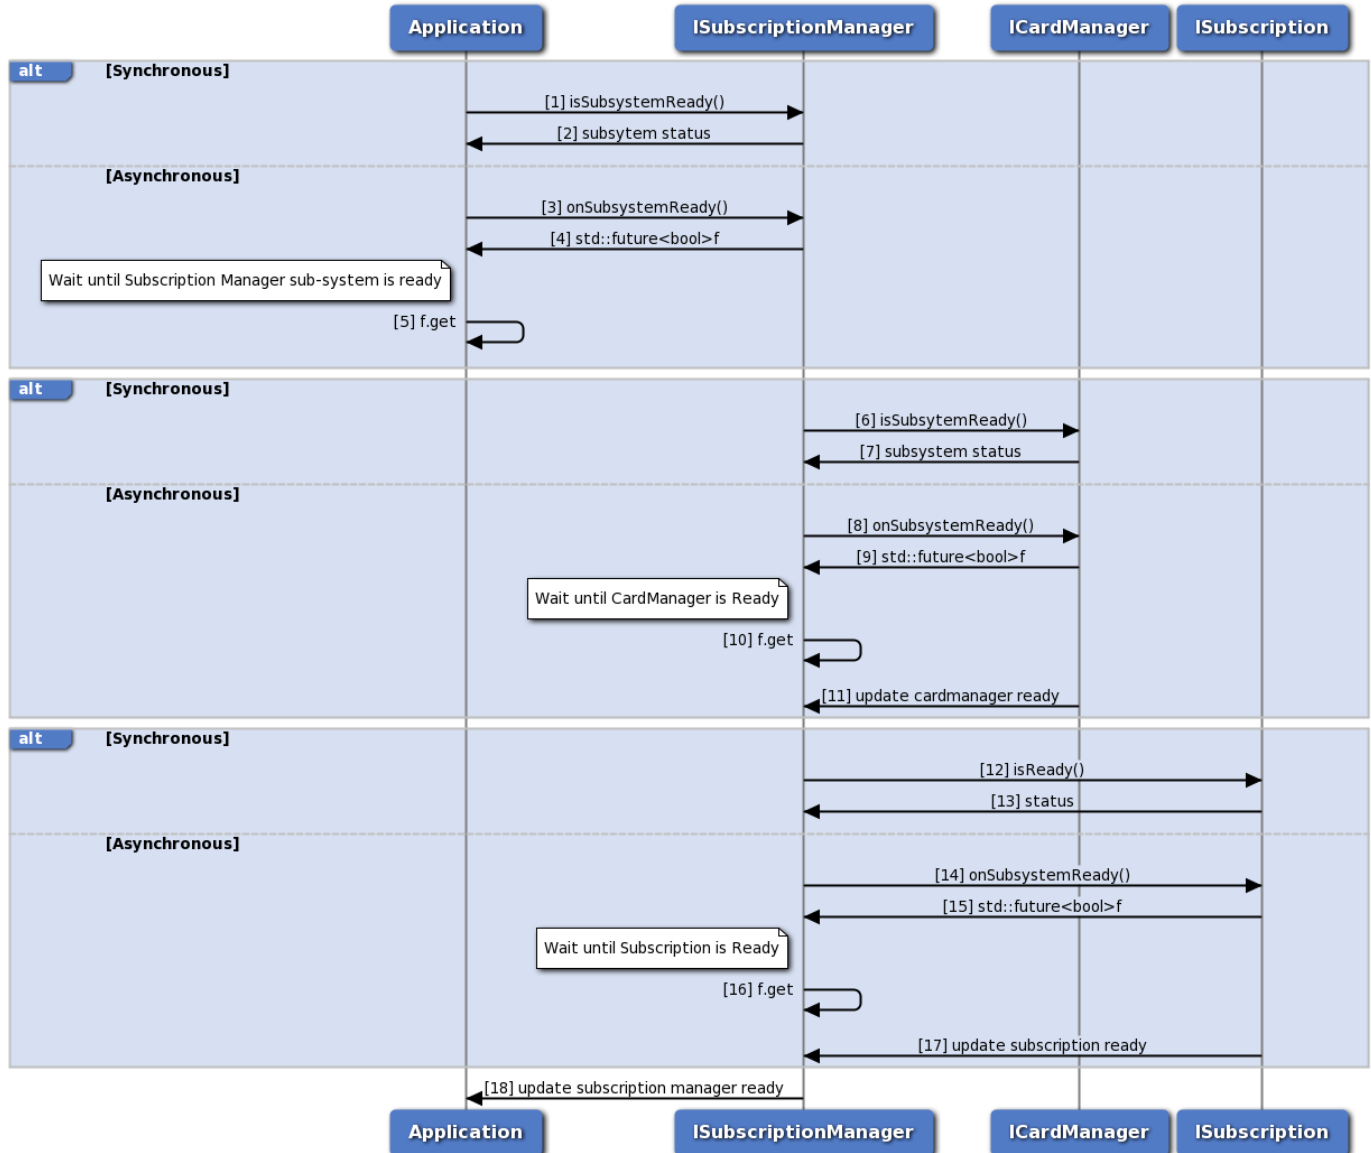 Application
ISubscriptionManager
ICardManager
ISubscription
alt
[Synchronous]
[1] isSubsystemReady()
[2] subsytem status
[Asynchronous]
[3] onSubsystemReady()
[4] std::future<bool>f
Wait until Subscription Manager sub-system is ready
[5] f.get
alt
[Synchronous]
[6] isSubsytemReady()
[7] subsystem status
[Asynchronous]
[8] onSubsystemReady()
[9] std::future<bool>f
Wait until CardManager is Ready
[10] f.get
[11] update cardmanager ready
alt
[Synchronous]
[12] isReady()
[13] status
[Asynchronous]
[14] onSubsystemReady()
[15] std::future<bool>f
Wait until Subscription is Ready
[16] f.get
[17] update subscription ready
[18] update subscription manager ready
Application
ISubscriptionManager
ICardManager
ISubscription